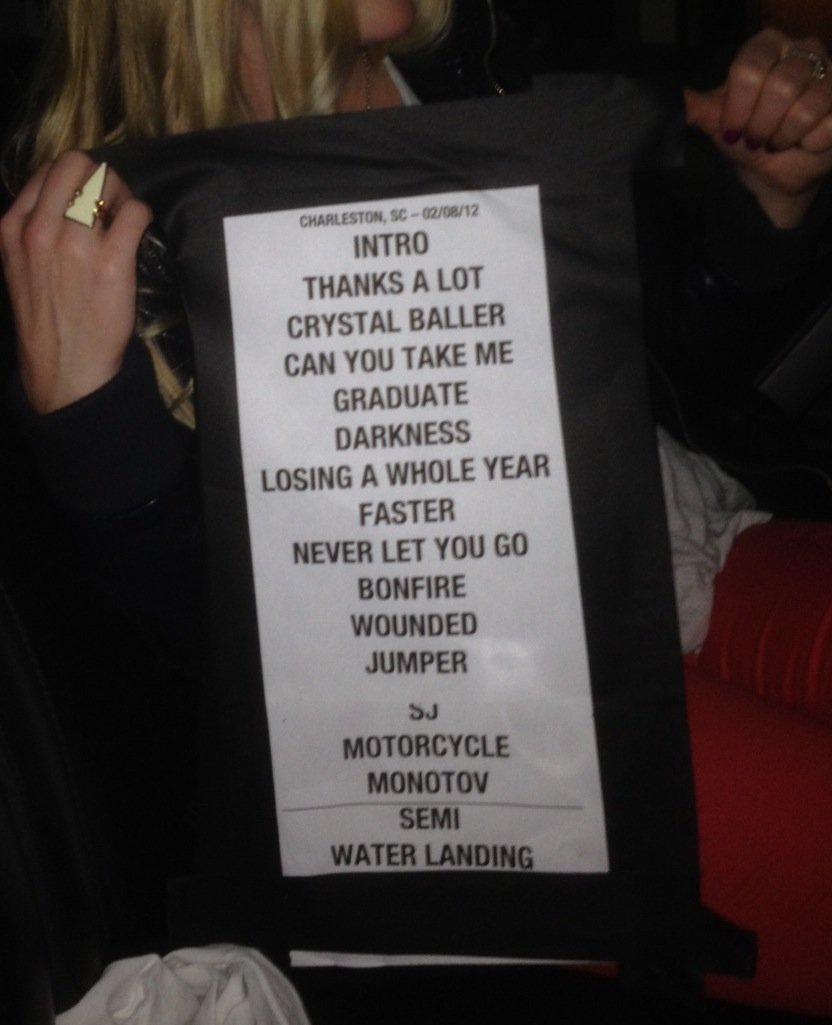 CHARLESTON, SC – 02/08/12
INTRO
THANKS A LOT
CRYSTAL BALLER
CAN YOU TAKE ME
GRADUATE
DARKNESS
LOSING A WHOLE YEAR
FASTER
NEVER LET YOU GO
BONFIRE
WOUNDED
JUMPER
SJ
MOTORCYCLE
MONOTOV
SEMI
WATER LANDING